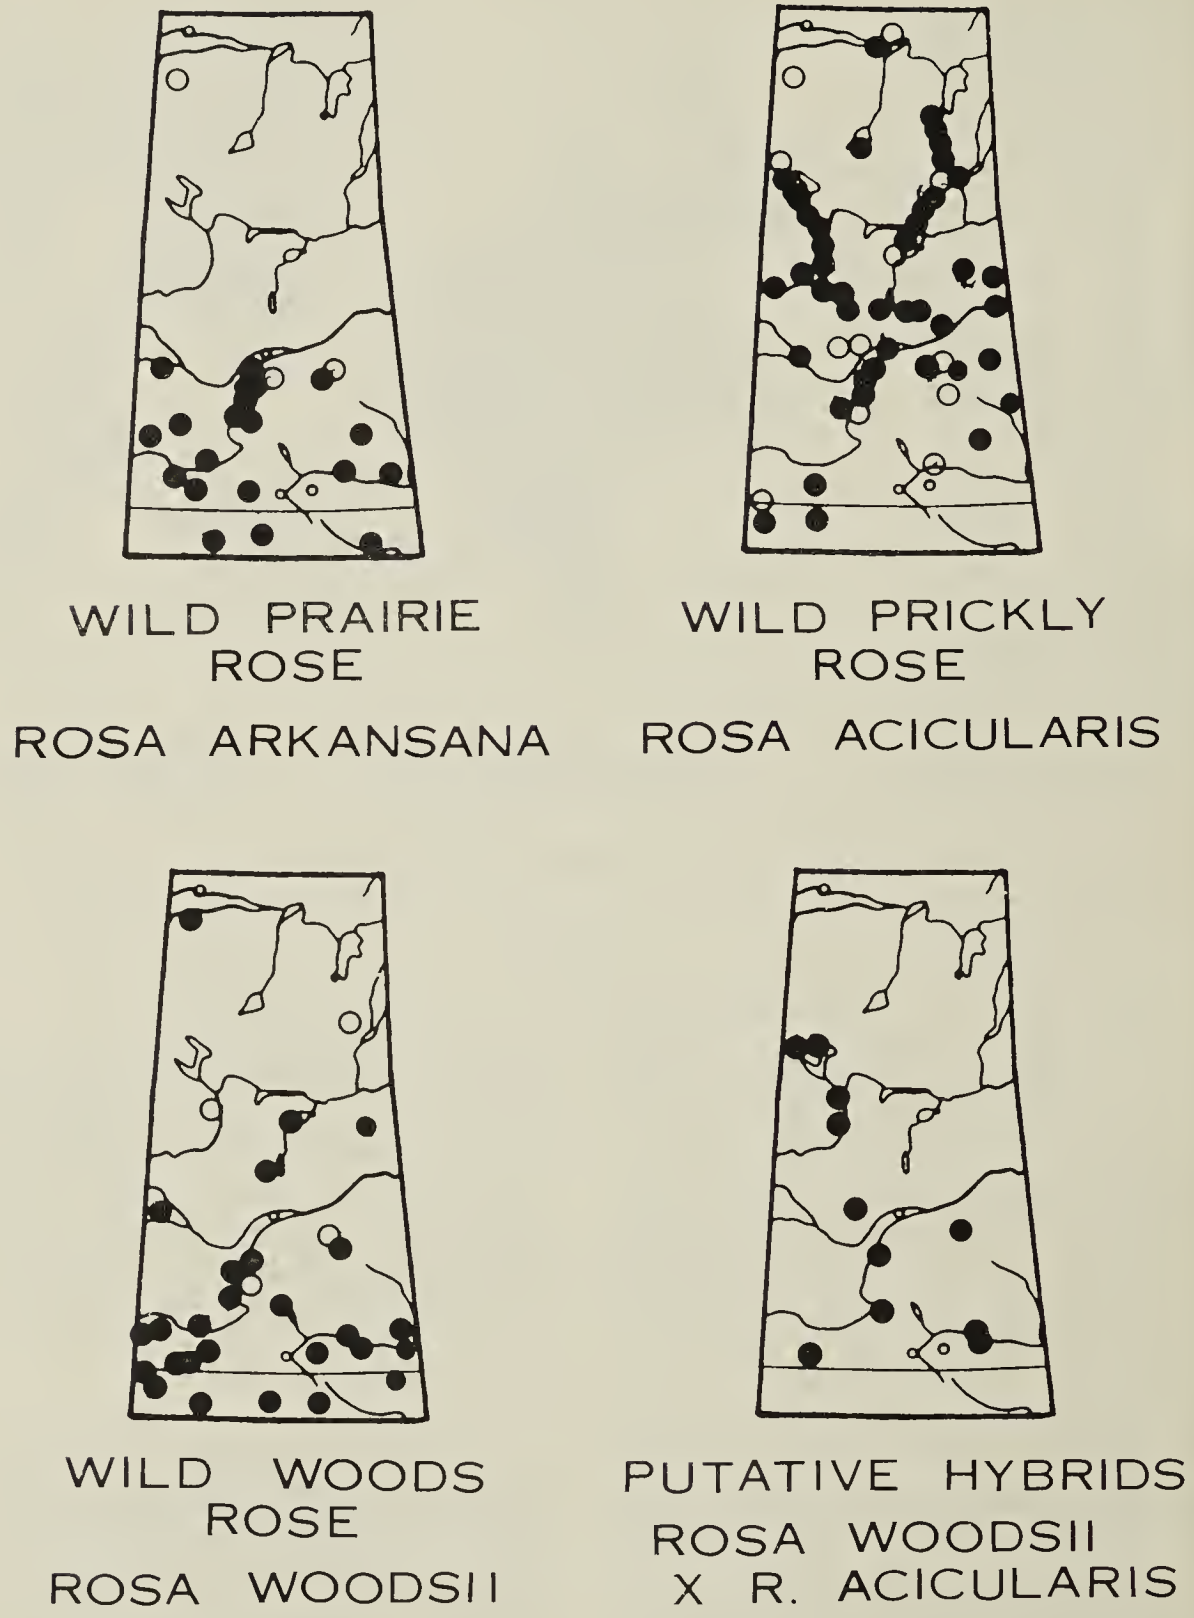 WILD PRAIRIE
ROSE
ROSA ARKANSANA
WILD PRICKLY
ROSE
ROSA ACICULARIS
WILD WOODS
ROSE
ROSA WOODSII
PUTATIVE HYBRIDS
ROSA WOODSII
X R. ACICULARIS